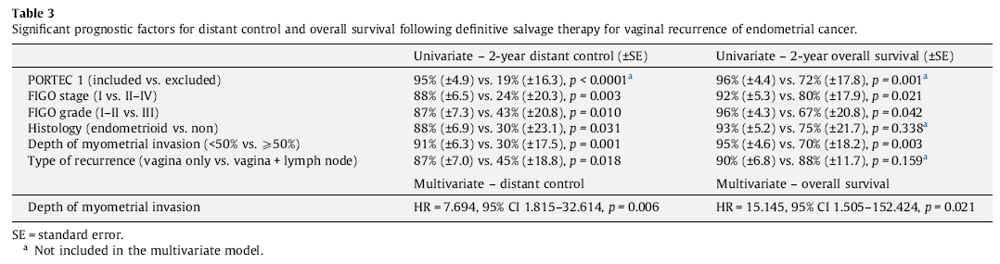 Table 3
Significant prognostic factors for distant control and overall survival following definitive salvage therapy for vaginal recurrence of endometrial cancer.
Univariate – 2-year distant control (±SE) Univariate – 2-year overall survival (±SE)
PORTEC 1 (included vs. excluded) 95% (±4.9) vs. 19% (±16.3), p < 0.0001a 96% (±4.4) vs. 72% (±17.8), p = 0.001a
FIGO stage (I vs. II–IV) 88% (±6.5) vs. 24% (±20.3), p = 0.003 92% (±5.3) vs. 80% (±17.9), p = 0.021
FIGO grade (I–II vs. III) 87% (±7.3) vs. 43% (±20.8), p = 0.010 96% (±4.3) vs. 67% (±20.8), p = 0.042
Histology (endometrioid vs. non) 88% (±6.9) vs. 30% (±23.1), p = 0.031 93% (±5.2) vs. 75% (±21.7), p = 0.338a
Depth of myometrial invasion (<50% vs. ⩾50%) 91% (±6.3) vs. 30% (±17.5), p = 0.001 95% (±4.6) vs. 70% (±18.2), p = 0.003
Type of recurrence (vagina only vs. vagina + lymph node) 87% (±7.0) vs. 45% (±18.8), p = 0.018 90% (±6.8) vs. 88% (±11.7), p = 0.159a
Multivariate – distant control Multivariate – overall survival
Depth of myometrial invasion HR = 7.694, 95% CI 1.815–32.614, p = 0.006 HR = 15.145, 95% CI 1.505–152.424, p = 0.021
SE = standard error.
a Not included in the multivariate model.